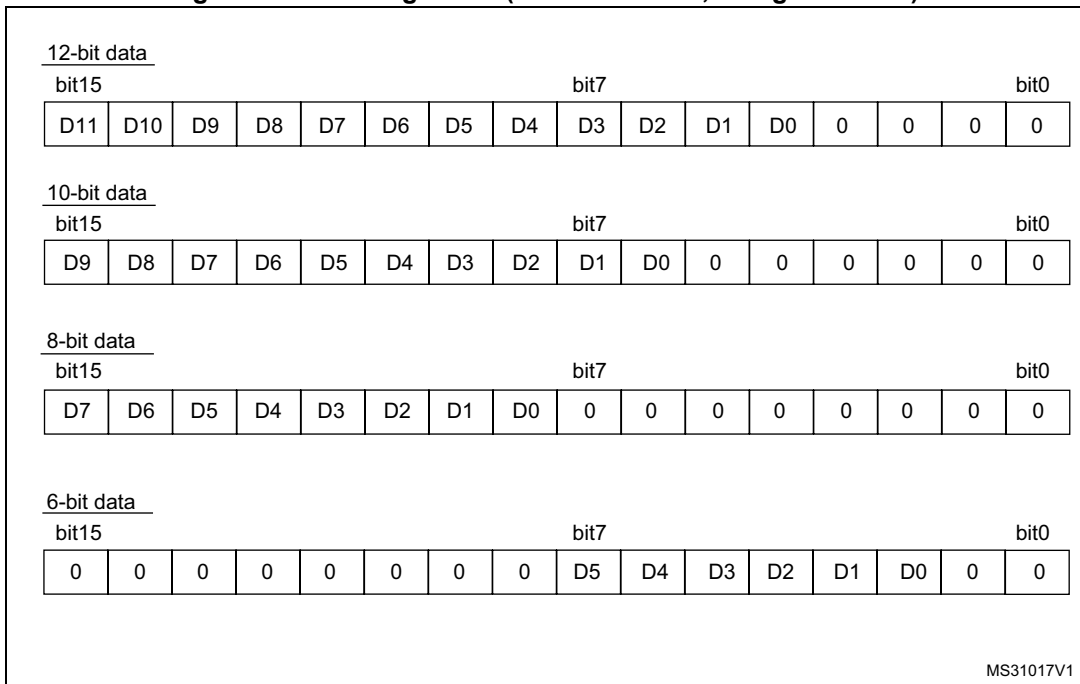 12-bit data
bit15 bit7 bit0
D11 D10 D9 D8 D7 D6 D5 D4 D3 D2 D1 D0 0 0 0 0
10-bit data
bit15 bit7 bit0
D9 D8 D7 D6 D5 D4 D3 D2 D1 D0 0 0 0 0 0 0
8-bit data
bit15 bit7 bit0
D7 D6 D5 D4 D3 D2 D1 D0 0 0 0 0 0 0 0 0
6-bit data
bit15 bit7 bit0
0 0 0 0 0 0 0 0 D5 D4 D3 D2 D1 D0 0 0
MS31017V1